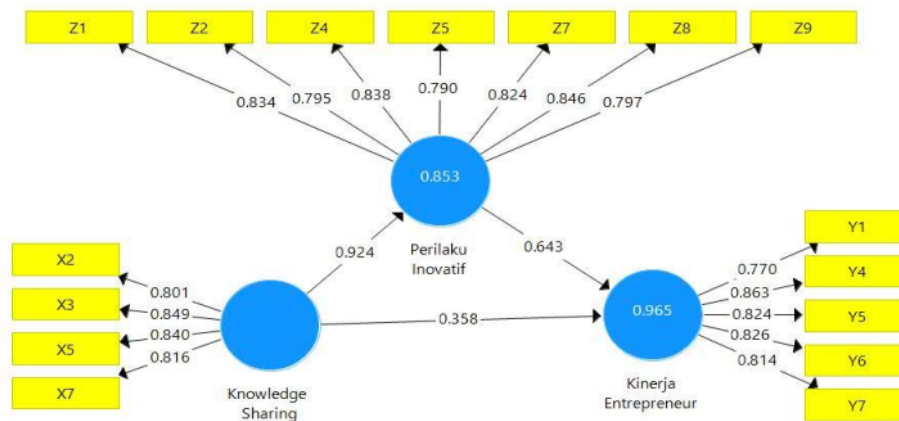 Z1 Z2 Z4 Z5 Z7 Z8 Z9
0.834 0.795 0.838 0.790 0.824 0.846 0.797
0.853
Perilaku
Inovatif
0.924
0.643
X2
X3
X5
X7
0.801
0.849
0.840
0.816
Knowledge
Sharing
0.358
0.965
Kinerja
Entrepreneur
0.770
0.863
0.824
0.826
0.814
Y1
Y4
Y5
Y6
Y7